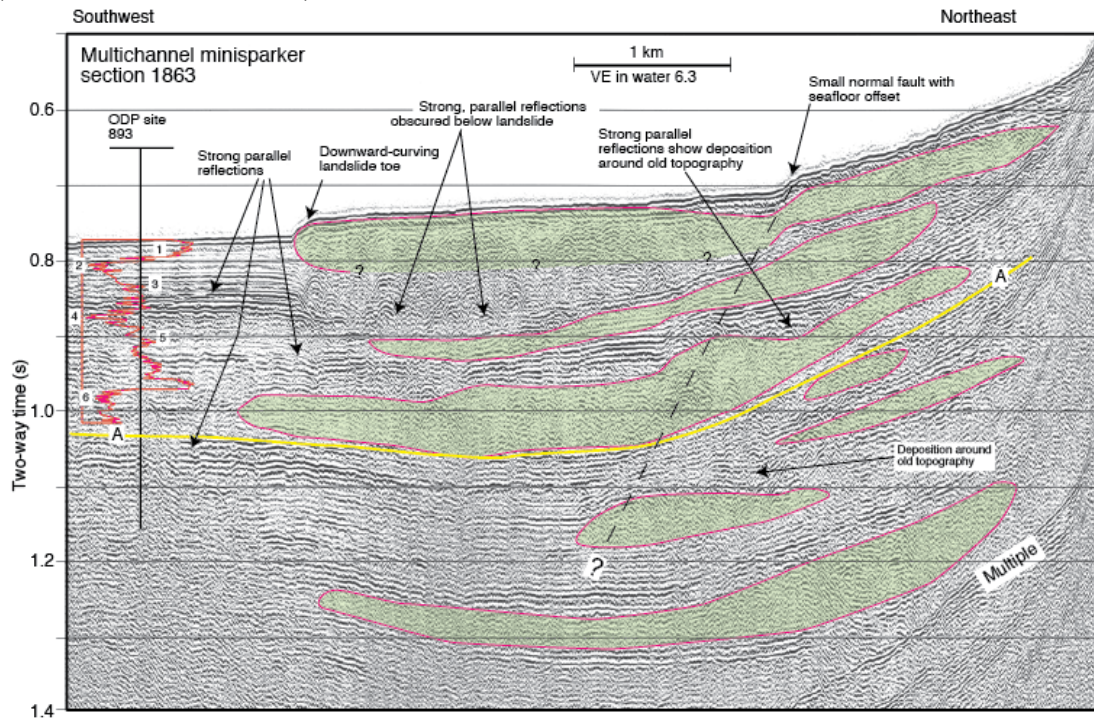 Southwest
Northeast
Multichannel minisparker
section 1863
1 km
VE in water 6.3
Small normal fault with
seafloor offset
0.6
ODP site
893
Strong, parallel reflections
obscured below landslide
Strong parallel
reflections show deposition
around old topography
Strong parallel
reflections
Downward-curving
landslide toe
1
2
0.8
?
?
?
3
4
5
6
A
A
1.0
Two-way time (s)
Deposition around
old topography
1.2
?
Multiple
1.4